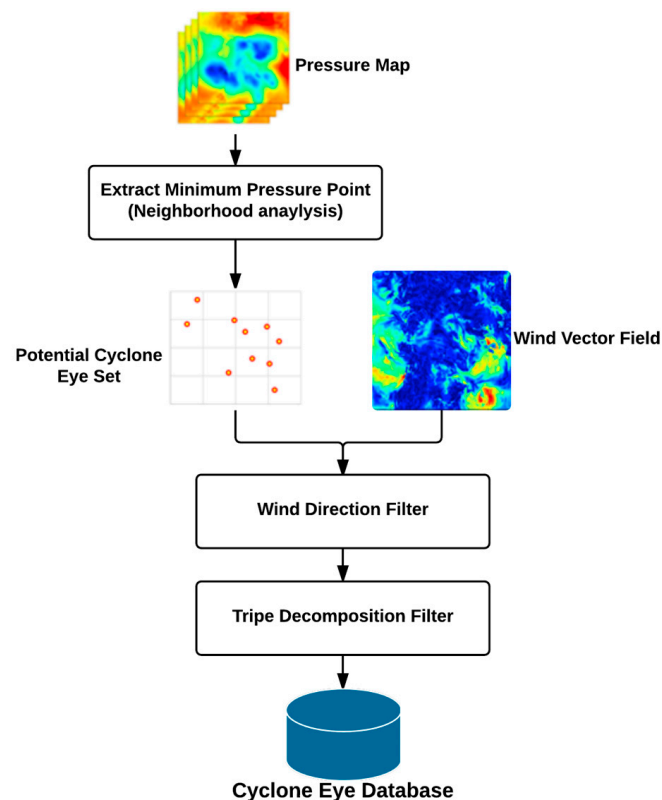 Pressure Map
Extract Minimum Pressure Point
(Neighborhood anaylysis)
Potential Cyclone
Eye Set
Wind Vector Field
Wind Direction Filter
Tripe Decomposition Filter
Cyclone Eye Database